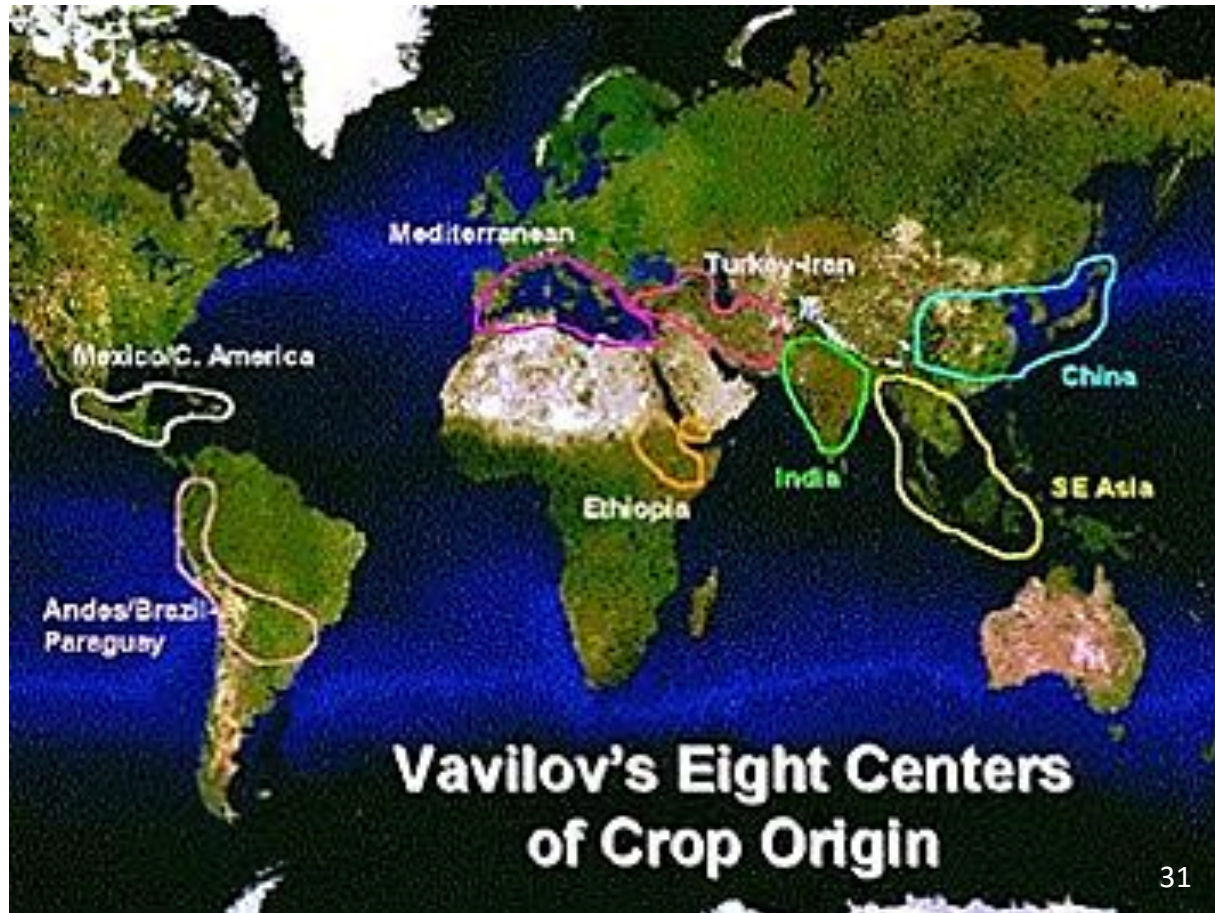 Mediterranean
Turkey-Iran
Mexico/C. America
China
India
SE Asia
Ethiopia
Andes/Brazil-
Paraguay
Vavilov's Eight Centers
of Crop Origin
31